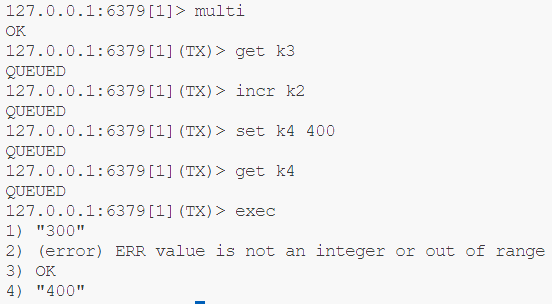 127.0.0.1:6379[1]> multi
OK
127.0.0.1:6379[1](TX)> get k3
QUEUED
127.0.0.1:6379[1](TX)> incr k2
QUEUED
127.0.0.1:6379[1](TX)> set k4 400
QUEUED
127.0.0.1:6379[1](TX)> get k4
QUEUED
127.0.0.1:6379[1](TX)> exec
1) "300"
2) (error) ERR value is not an integer or out of range
3) OK
4) "400"